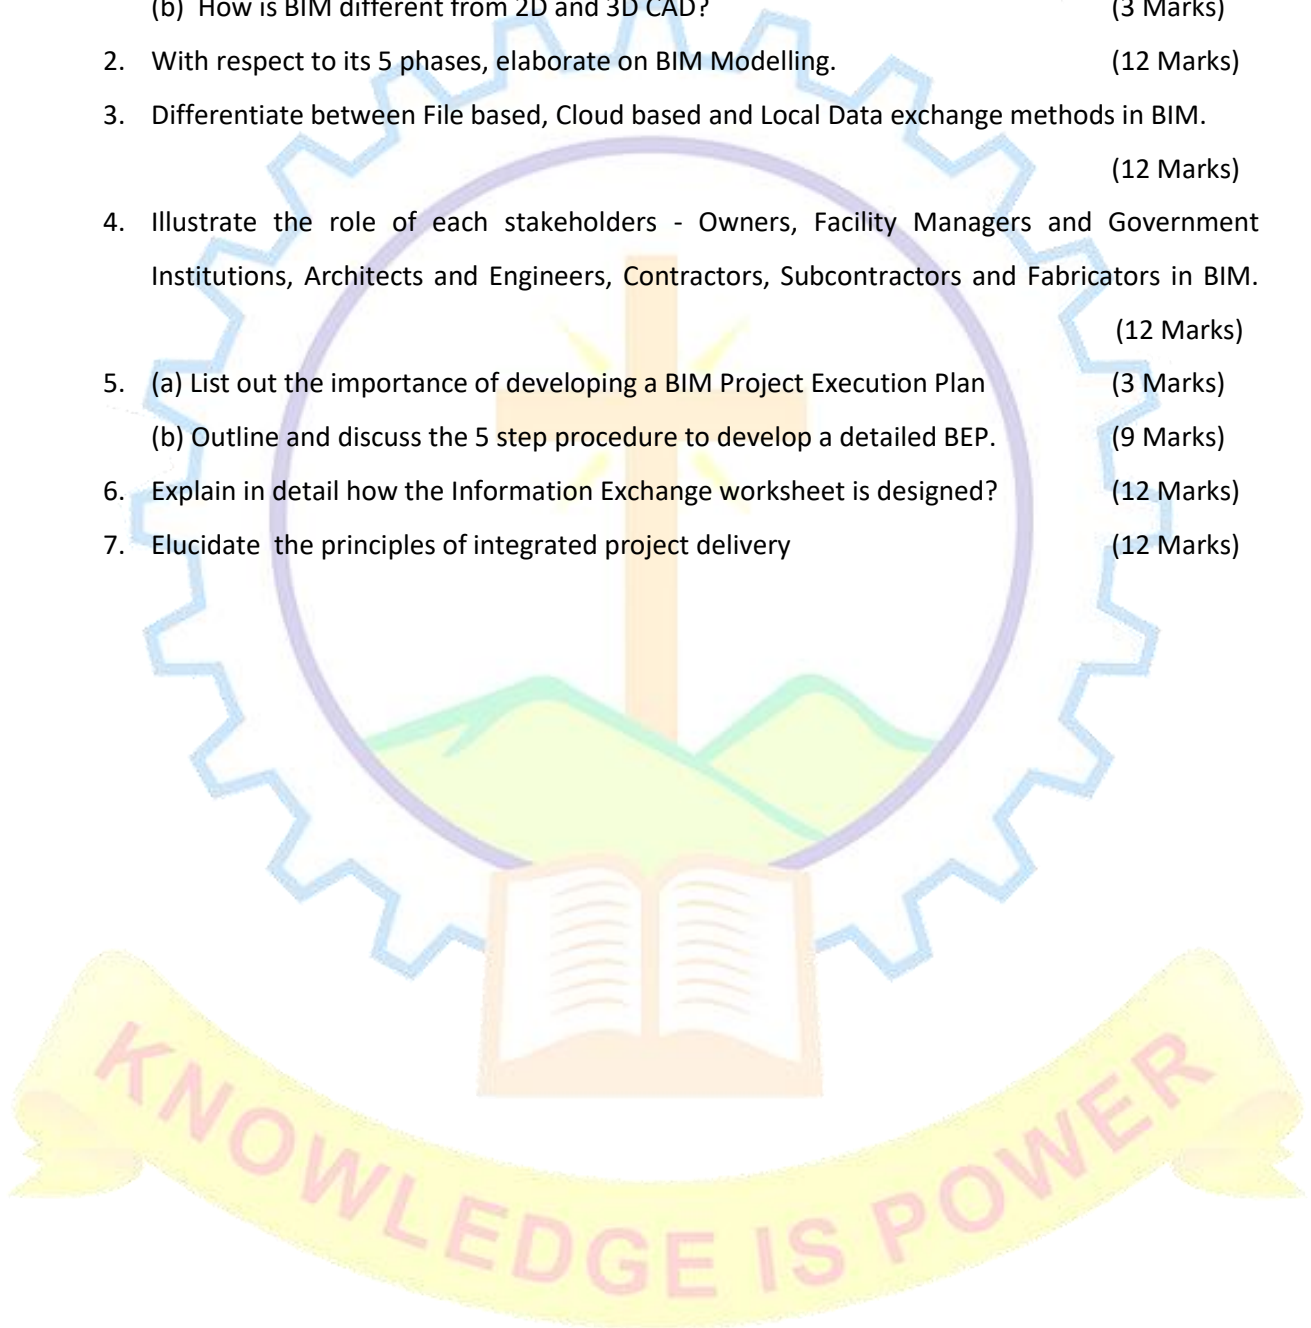 (b) How is BIM different from 2D and 3D CAD? (3 Marks)
2. With respect to its 5 phases, elaborate on BIM Modelling. (12 Marks)
3. Differentiate between File based, Cloud based and Local Data exchange methods in BIM.
(12 Marks)
4. Illustrate the role of each stakeholders - Owners, Facility Managers and Government
Institutions, Architects and Engineers, Contractors, Subcontractors and Fabricators in BIM.
(12 Marks)
5. (a) List out the importance of developing a BIM Project Execution Plan (3 Marks)
(b) Outline and discuss the 5 step procedure to develop a detailed BEP. (9 Marks)
6. Explain in detail how the Information Exchange worksheet is designed? (12 Marks)
7. Elucidate the principles of integrated project delivery (12 Marks)
KNOWLEDGE IS POWER